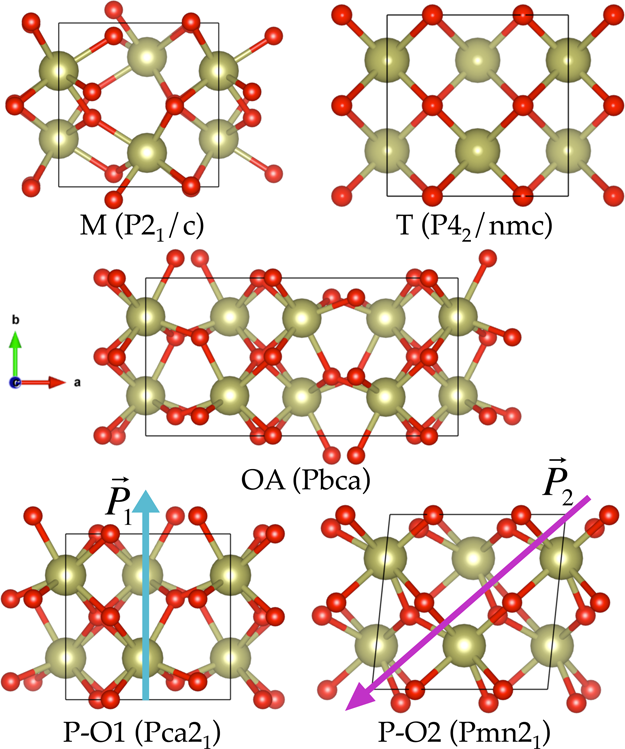 M (P2₁/c)
T (P4₂/nmc)
b
a
OA (Pbca)
P⃗₁
P⃗₂
P-O1 (Pca2₁)
P-O2 (Pmn2₁)